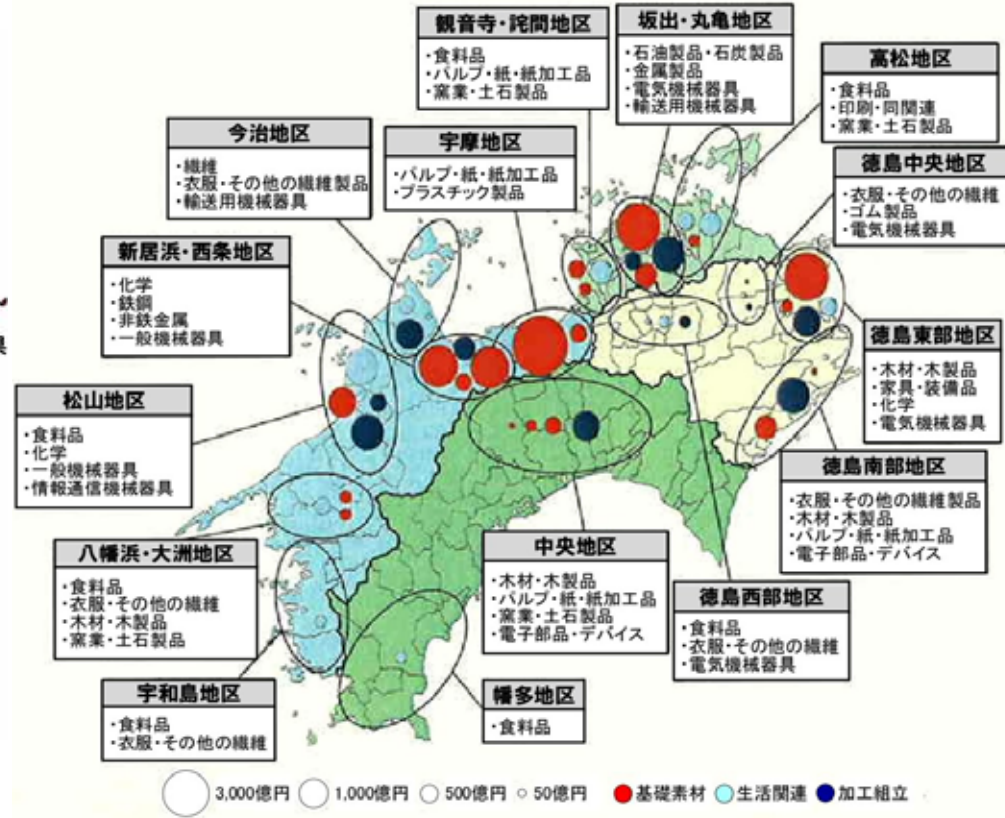 観音寺・詫間地区
・食料品
・パルプ・紙・紙加工品
・窯業・土石製品
坂出・丸亀地区
・石油製品・石炭製品
・金属製品
・電気機械器具
・輸送用機械器具
高松地区
・食料品
・印刷・同関連
・窯業・土石製品
今治地区
・繊維
・衣服・その他の繊維製品
・輸送用機械器具
宇摩地区
・パルプ・紙・紙加工品
・プラスチック製品
徳島中央地区
・衣服・その他の繊維
・ゴム製品
・電気機械器具
新居浜・西条地区
・化学
・鉄鋼
・非鉄金属
・一般機械器具
徳島東部地区
・木材・木製品
・家具・装備品
・化学
・電気機械器具
松山地区
・食料品
・化学
・一般機械器具
・情報通信機械器具
徳島南部地区
・衣服・その他の繊維製品
・木材・木製品
・パルプ・紙・紙加工品
・電子部品・デバイス
八幡浜・大洲地区
・食料品
・衣服・その他の繊維
・木材・木製品
・窯業・土石製品
中央地区
・木材・木製品
・パルプ・紙・紙加工品
・窯業・土石製品
・電子部品・デバイス
徳島西部地区
・食料品
・衣服・その他の繊維
・電気機械器具
宇和島地区
・食料品
・衣服・その他の繊維
幡多地区
・食料品
3,000億円 1,000億円 500億円 50億円 基礎素材 生活関連 加工組立